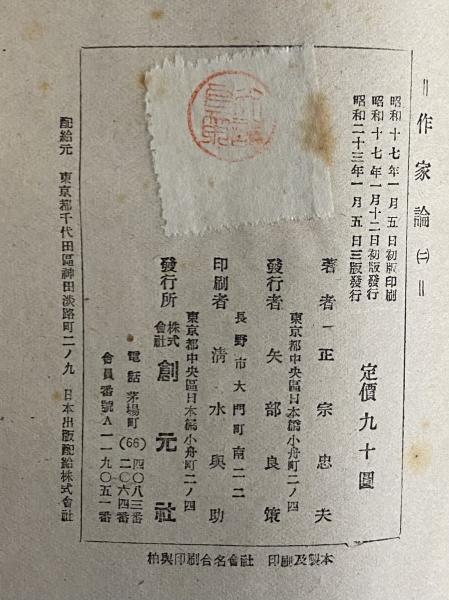 =作家論(二)=
昭和十七年一月五日初版印刷
昭和十七年一月十二日初版發行
昭和二十三年一月五日三版發行
定價九十圓
著者 正宗忠夫
東京都中央區日本橋小舟町二ノ四
發行者 矢部良策
長野市大門町南二二
印刷者 淸水與助
東京都中央區日本橋小舟町二ノ四
發行所 株式會社 創元社
電話茅場町(66)四〇八三番
二〇六四番
會員番號A一一九〇五一番
配給元 東京都千代田區神田淡路町二ノ九 日本出版配給株式會社
柏與印刷合名會社 印刷及製本